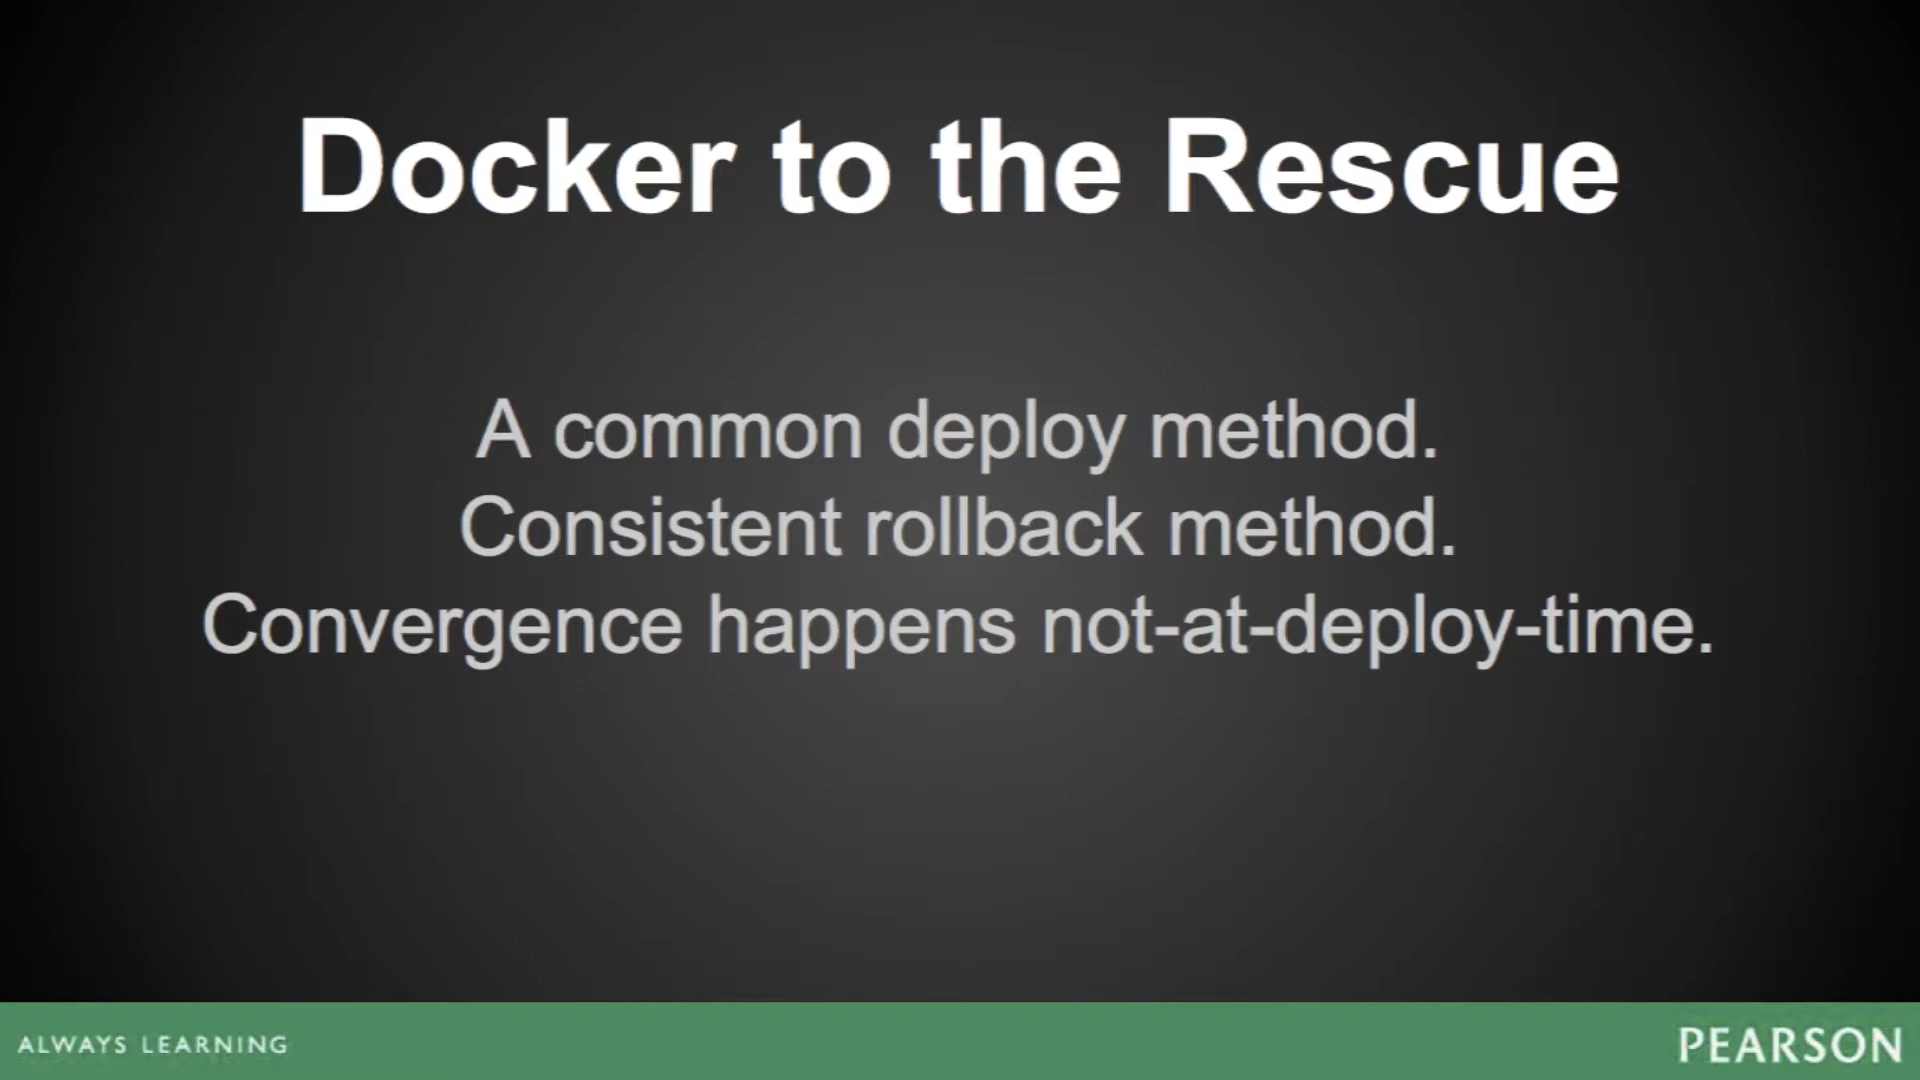 Docker to the Rescue
A common deploy method.
Consistent rollback method.
Convergence happens not-at-deploy-time.
ALWAYS LEARNING
PEARSON